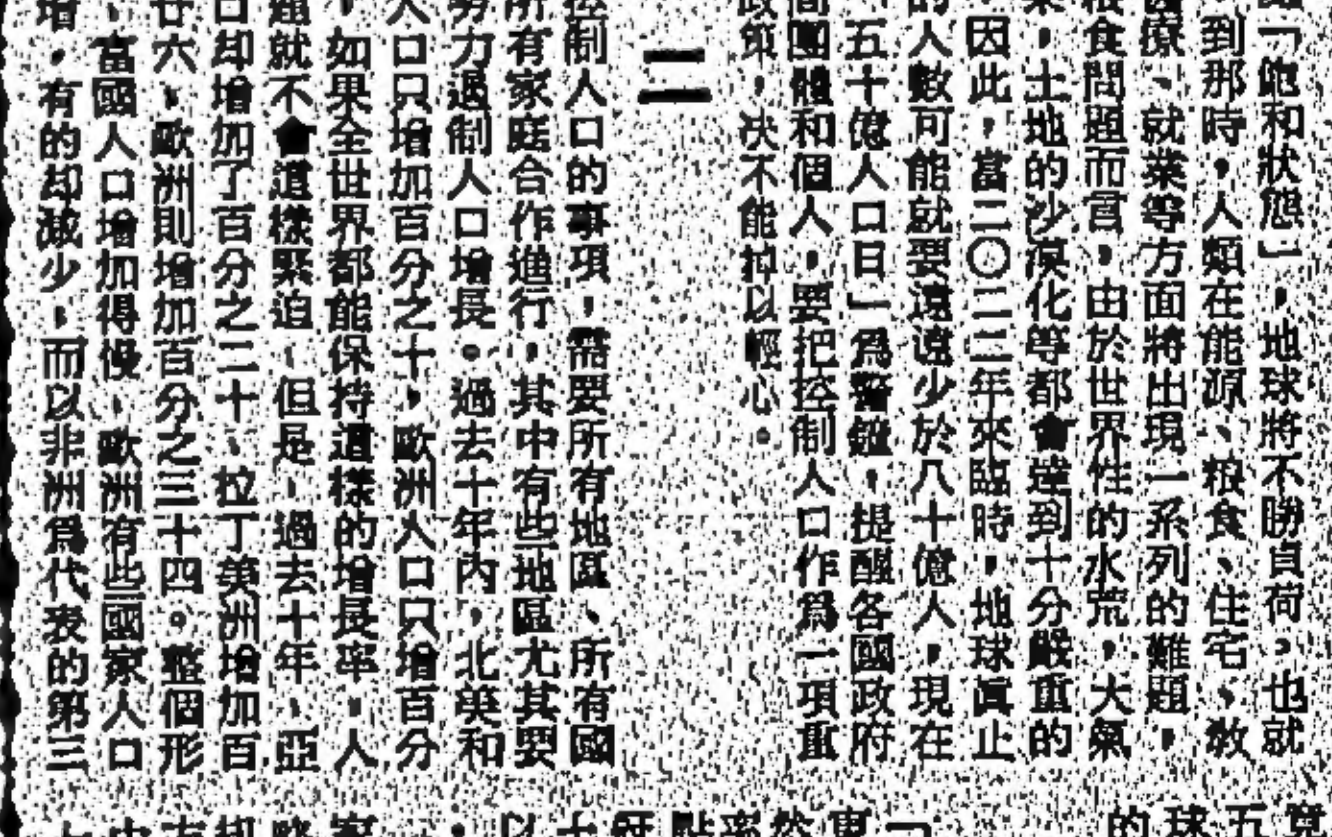 「飽和狀態」，地球將不勝負荷。也就
到那時，人類在能源、粮食、住宅、教
醫療、就業等方面將出現一系列的難題，
粮食問題而言，由於世界性的水荒，大氣
，土地的沙漠化等都會達到十分嚴重的
因此，當二〇二二年來臨時，地球眞止
的人數可能就要遠遠少於八十億人，現在
五十億人口日」爲警鐘，提醒各國政府
間團體和個人，要把控制人口作爲一項重
政策，决不能掉以輕心。
二
控制人口的事項，需要所有地區、所有國
所有家庭合作進行，其中有些地區尤其要
努力遏制人口增長。過去十年內，北美和
人口只增加百分之十，歐洲人口只增百分
，如果全世界都能保持這樣的增長率，人
就不會這樣緊迫；但是，過去十年，亞
口却增加了百分之二十，拉丁美洲增加百
廿六，歐洲則增加百分之三十四。整個形
，富國人口增加得慢，歐洲有些國家人口
增，有的却減少，而以非洲爲代表的第三